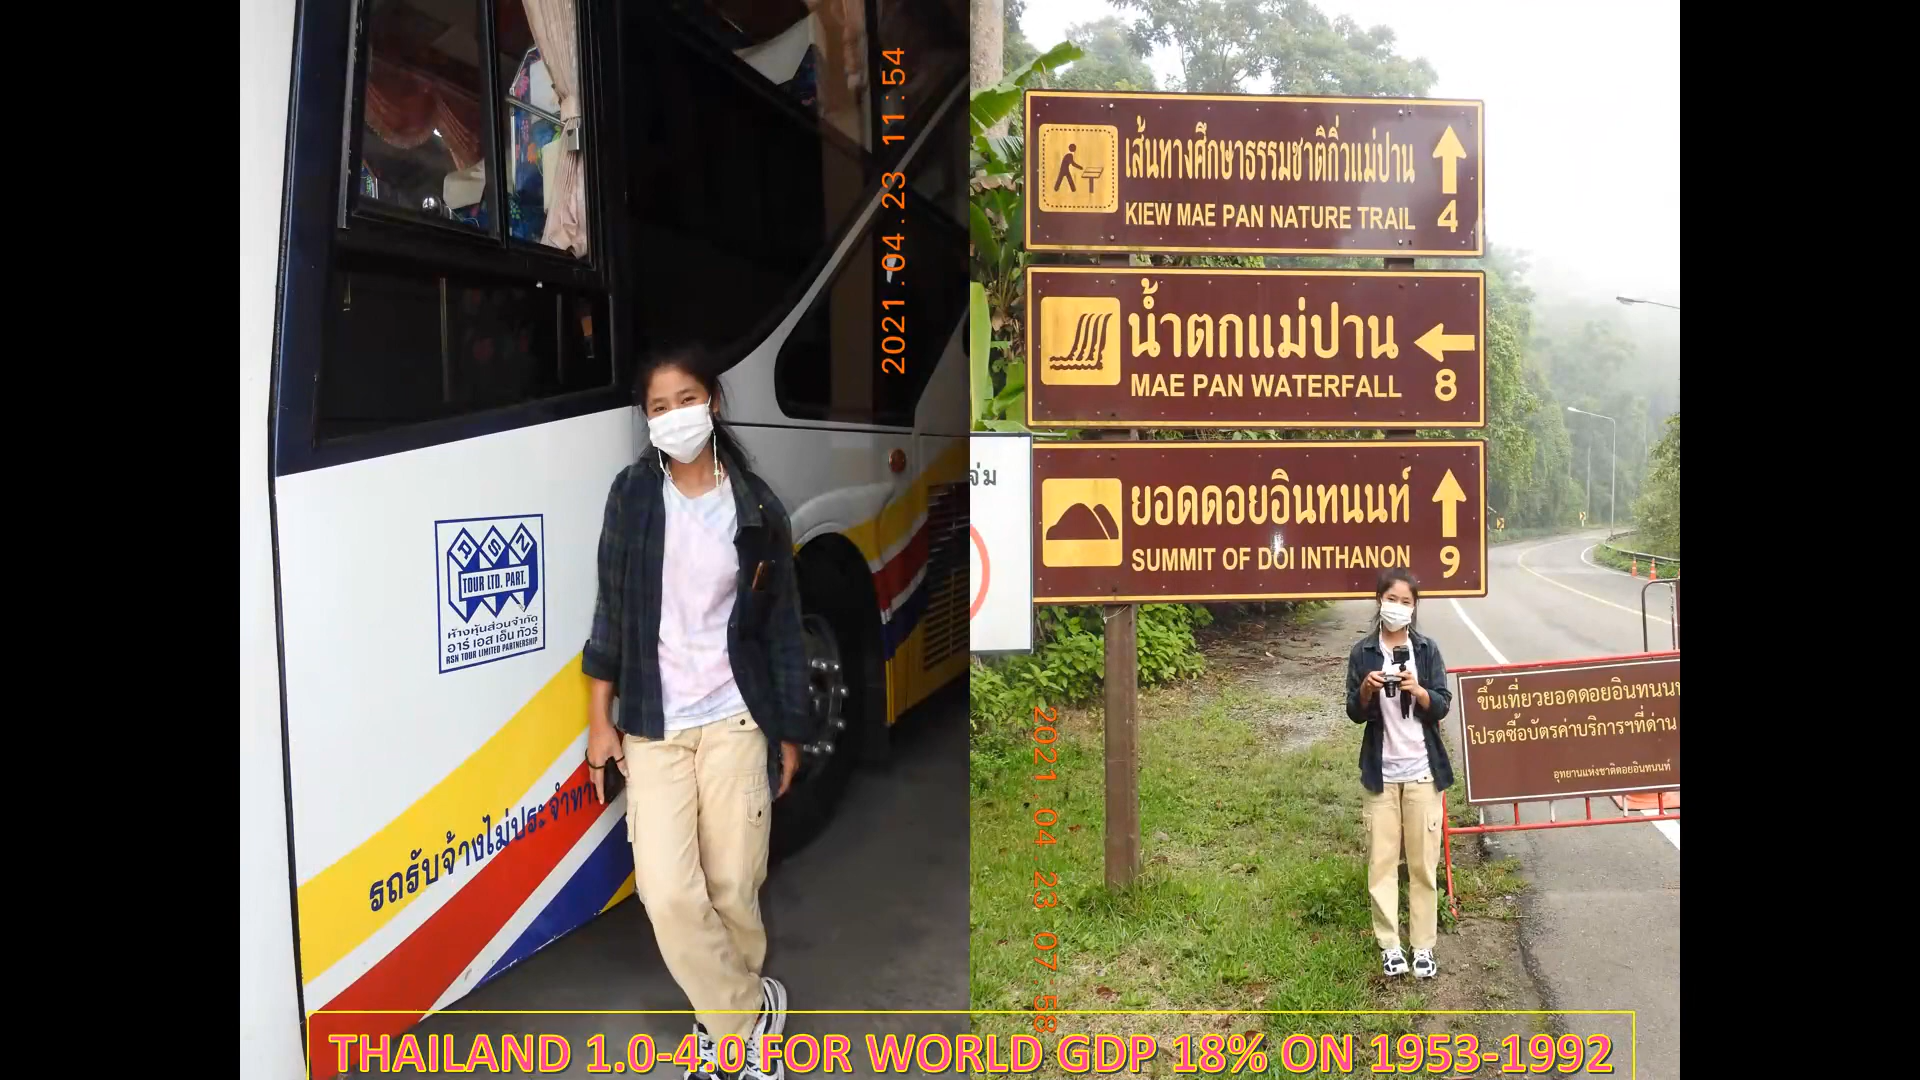 2021.04.23 11:54
RSN
TOUR LTD. PART.
ห้างหุ้นส่วนจำกัด
อาร์ เอส เอ็น ทัวร์
RSN TOUR LIMITED PARTNERSHIP
รถรับจ้างไม่ประจำทาง
เส้นทางศึกษาธรรมชาติกิ่วแม่ปาน
KIEW MAE PAN NATURE TRAIL
4
น้ำตกแม่ปาน
MAE PAN WATERFALL
8
ยอดดอยอินทนนท์
SUMMIT OF DOI INTHANON
9
ขึ้นเที่ยวยอดดอยอินทนนท์
โปรดซื้อบัตรค่าบริการฯที่ด่าน
อุทยานแห่งชาติดอยอินทนนท์
2021.04.23 07:58
THAILAND 1.0-4.0 FOR WORLD GDP 18% ON 1953-1992